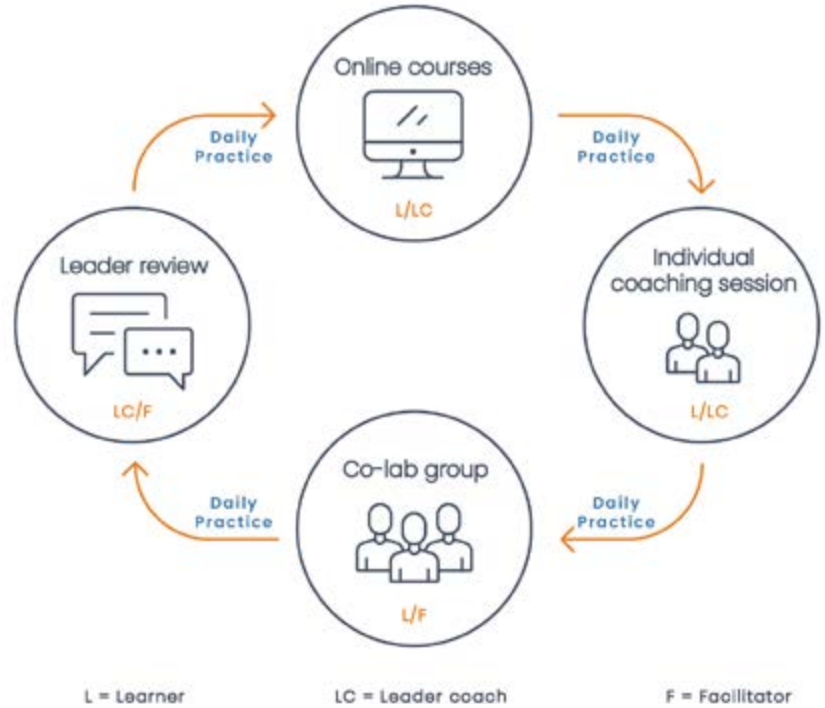 Online courses
L/LC
Daily
Practice
Daily
Practice
Individual
coaching session
L/LC
Daily
Practice
Co-lab group
L/F
Daily
Practice
Leader review
LC/F
L = Learner
LC = Leader coach
F = Facilitator